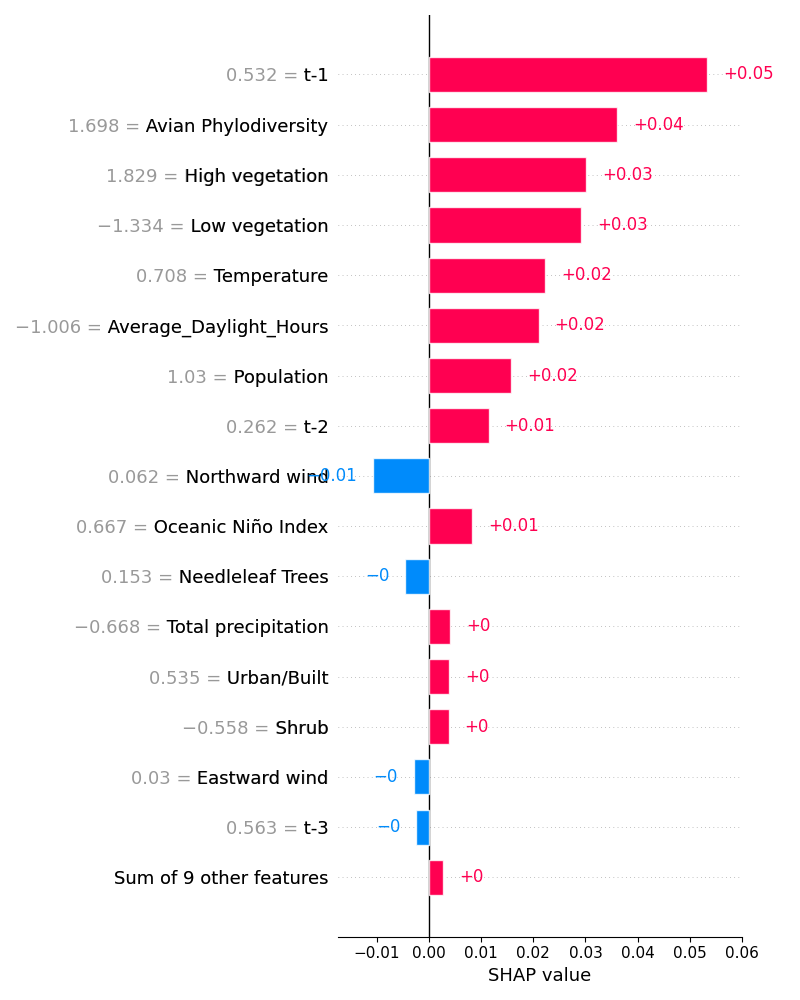 0.532 = t-1
+0.05
1.698 = Avian Phylodiversity
+0.04
1.829 = High vegetation
+0.03
−1.334 = Low vegetation
+0.03
0.708 = Temperature
+0.02
−1.006 = Average_Daylight_Hours
+0.02
1.03 = Population
+0.02
0.262 = t-2
+0.01
0.062 = Northward wind
−0.01
0.667 = Oceanic Niño Index
+0.01
0.153 = Needleleaf Trees
−0
−0.668 = Total precipitation
+0
0.535 = Urban/Built
+0
−0.558 = Shrub
+0
0.03 = Eastward wind
−0
0.563 = t-3
−0
Sum of 9 other features
+0
−0.01 0.00 0.01 0.02 0.03 0.04 0.05 0.06
SHAP value